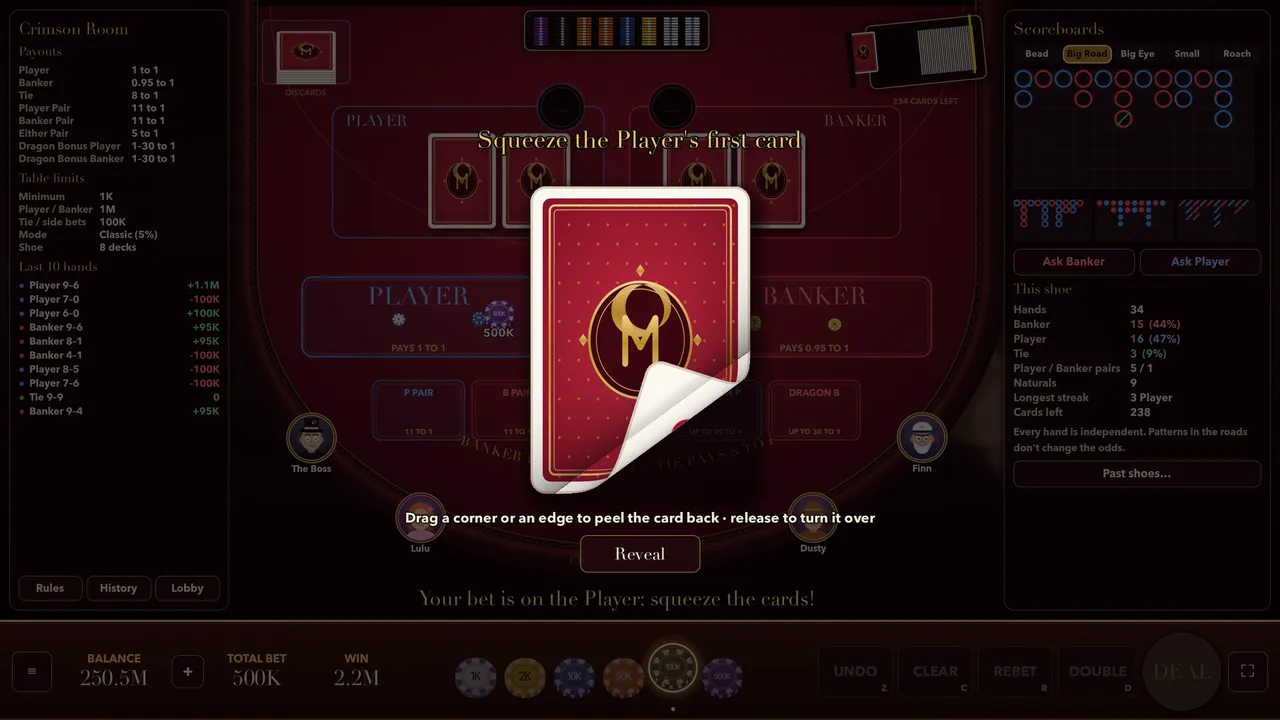 Crimson Room
Payouts
Player 1 to 1
Banker 0.95 to 1
Tie 8 to 1
Player Pair 11 to 1
Banker Pair 11 to 1
Either Pair 5 to 1
Dragon Bonus Player 1-30 to 1
Dragon Bonus Banker 1-30 to 1
Table limits
Minimum 1K
Player / Banker 1M
Tie / side bets 100K
Mode Classic (5%)
Shoe 8 decks
Last 10 hands
Player 9-6 +1.1M
Player 7-0 -100K
Player 6-0 +100K
Banker 9-6 +95K
Banker 8-1 +95K
Banker 4-1 -100K
Player 8-5 -100K
Player 7-6 -100K
Tie 9-9 0
Banker 9-4 +95K
Rules History Lobby
DISCARDS
234 CARDS LEFT
PLAYER BANKER
Squeeze the Player's first card
PLAYER BANKER
500K
500K
PAYS 1 TO 1 PAYS 0.95 TO 1
P PAIR DRAGON B
11 TO 1 11 TO 1 UP TO 30 TO 1 UP TO 30 TO 1
The Boss
Finn
Lulu
Dusty
Drag a corner or an edge to peel the card back · release to turn it over
Reveal
Your bet is on the Player: squeeze the cards!
Scoreboards
Bead Big Road Big Eye Small Roach
Ask Banker Ask Player
This shoe
Hands 34
Banker 15 (44%)
Player 16 (47%)
Tie 3 (9%)
Player / Banker pairs 5 / 1
Naturals 9
Longest streak 3 Player
Cards left 238
Every hand is independent. Patterns in the roads
don't change the odds.
Past shoes...
BALANCE
250.5M
+
TOTAL BET
500K
WIN
2.2M
1K 2K 10K 50K 100K 500K
UNDO Z
CLEAR C
REBET R
DOUBLE D
DEAL